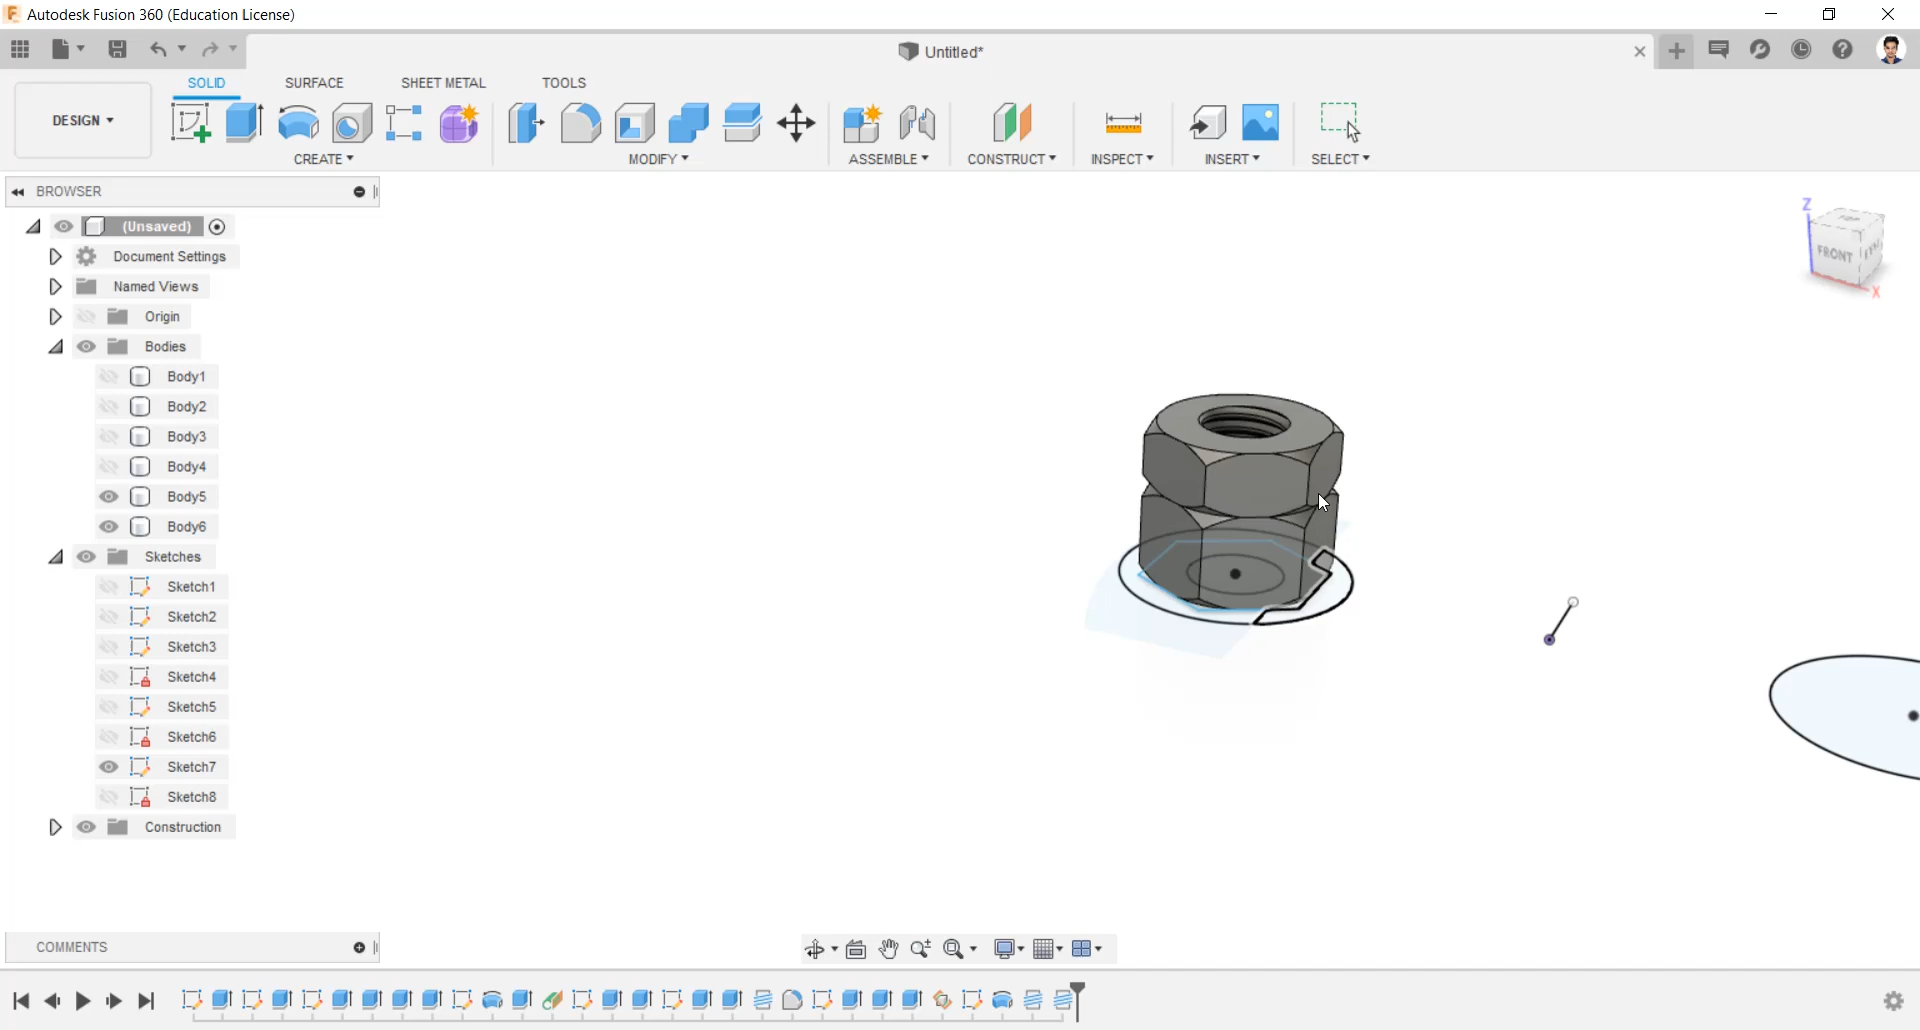 Autodesk Fusion 360 (Education License)
Untitled*
SOLID
SURFACE
SHEET METAL
TOOLS
DESIGN
CREATE
MODIFY
ASSEMBLE
CONSTRUCT
INSPECT
INSERT
SELECT
BROWSER
(Unsaved)
Document Settings
Named Views
Origin
Bodies
Body1
Body2
Body3
Body4
Body5
Body6
Sketches
Sketch1
Sketch2
Sketch3
Sketch4
Sketch5
Sketch6
Sketch7
Sketch8
Construction
Z
TOP
FRONT
X
COMMENTS